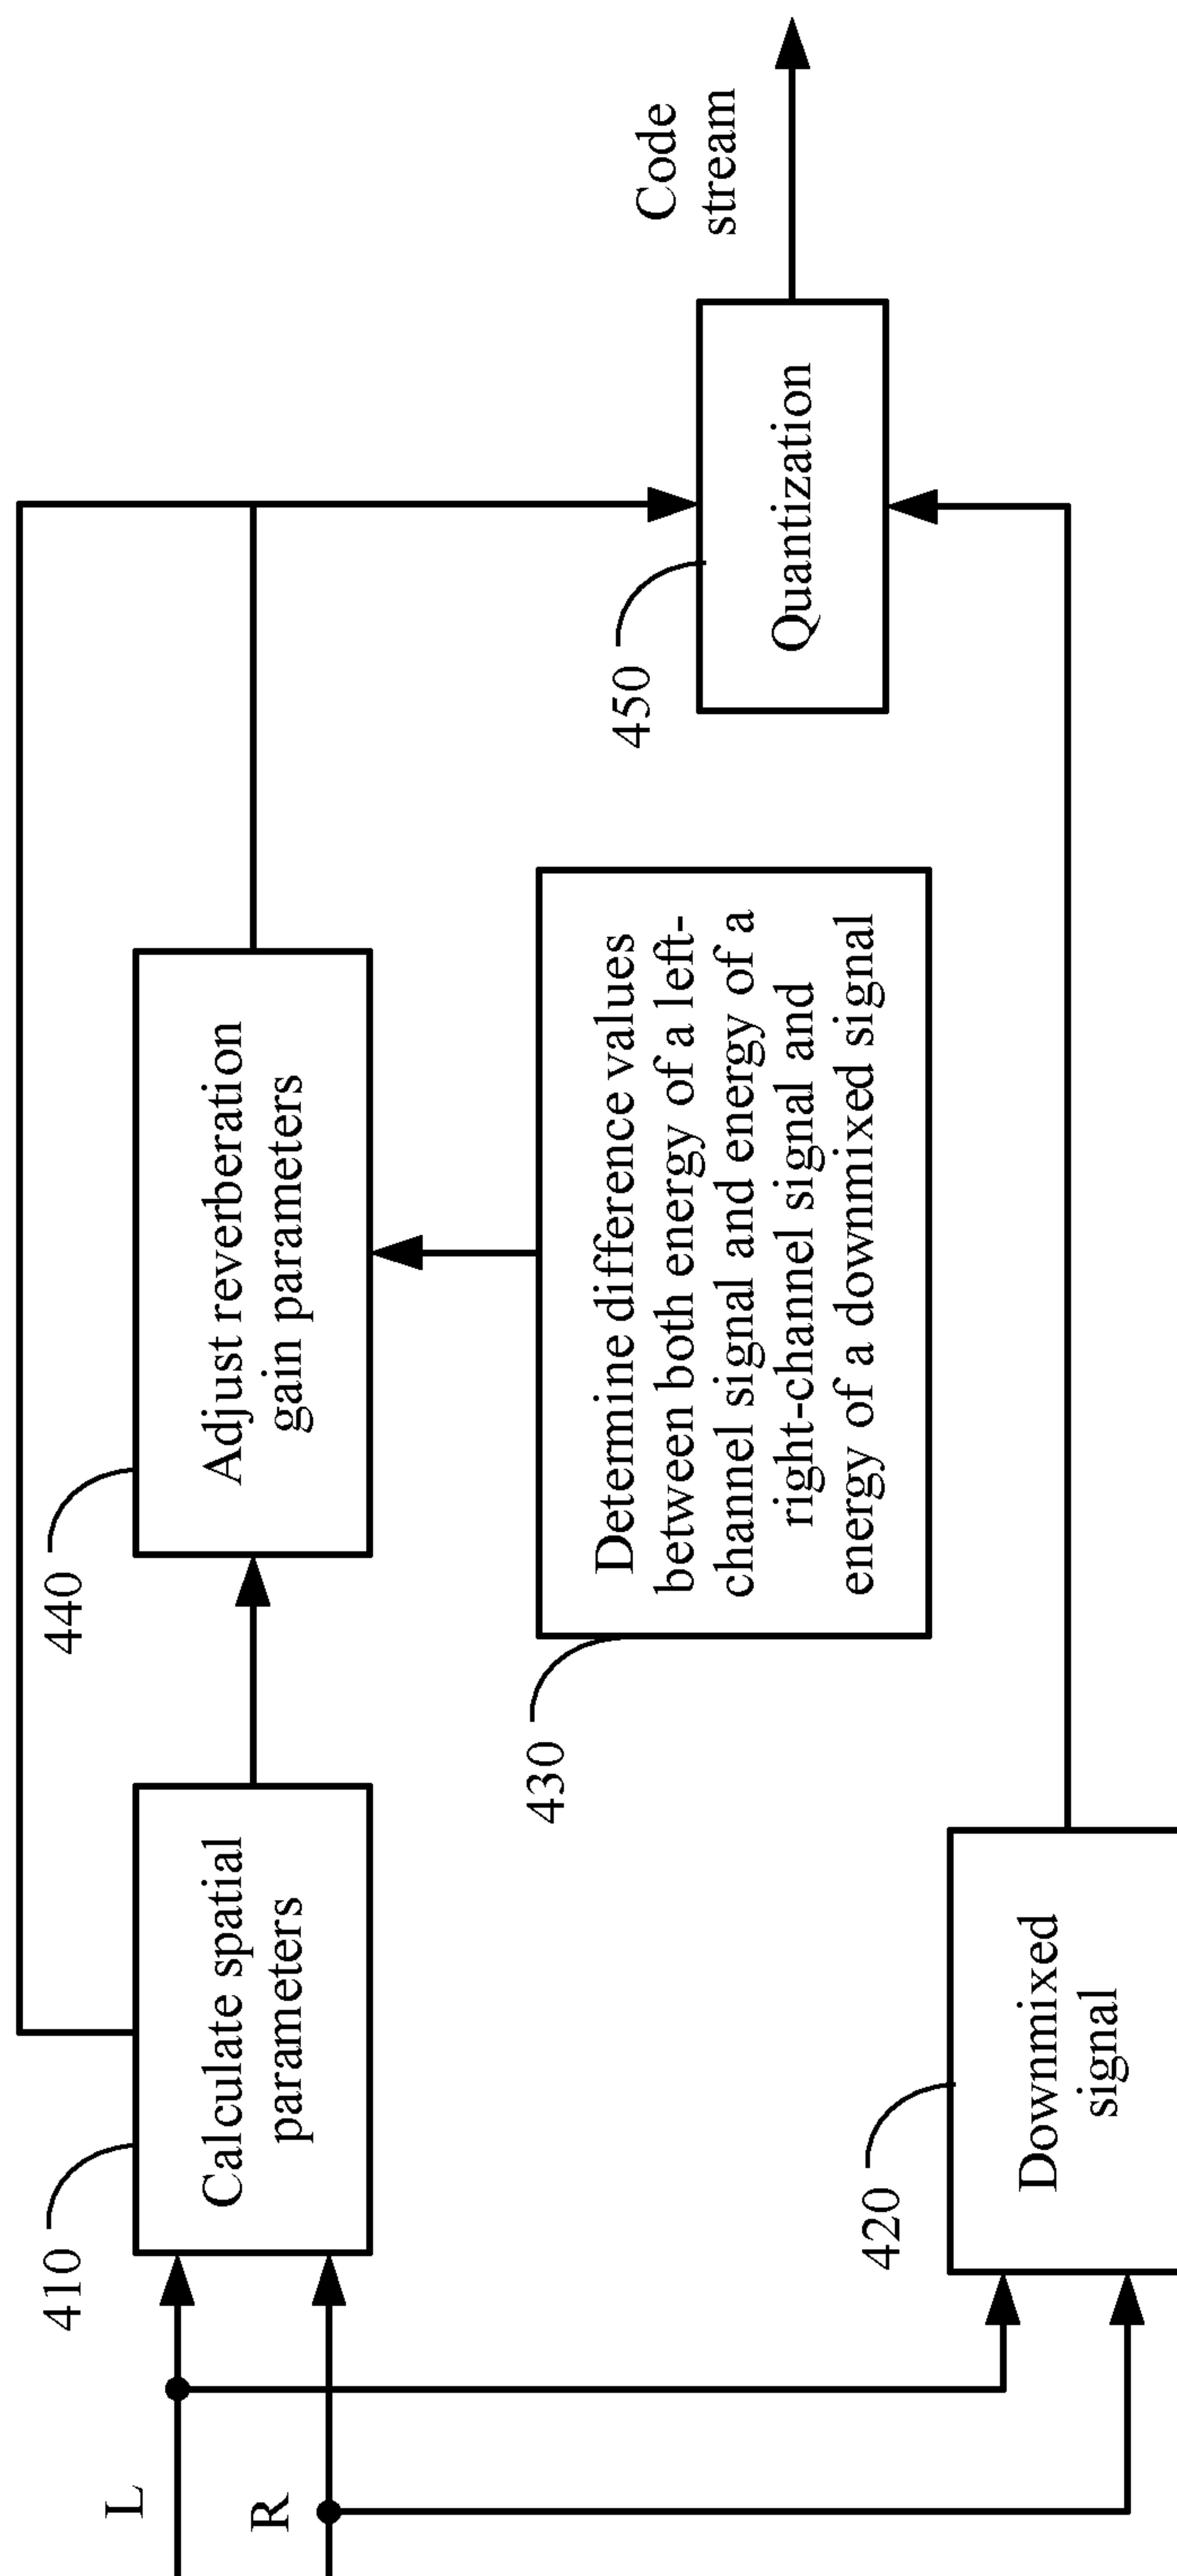 L
R
410
Calculate spatial
parameters
440
Adjust reverberation
gain parameters
430
Determine difference values
between both energy of a left-
channel signal and energy of a
right-channel signal and
energy of a downmixed signal
420
Downmixed
signal
450
Quantization
Code
stream